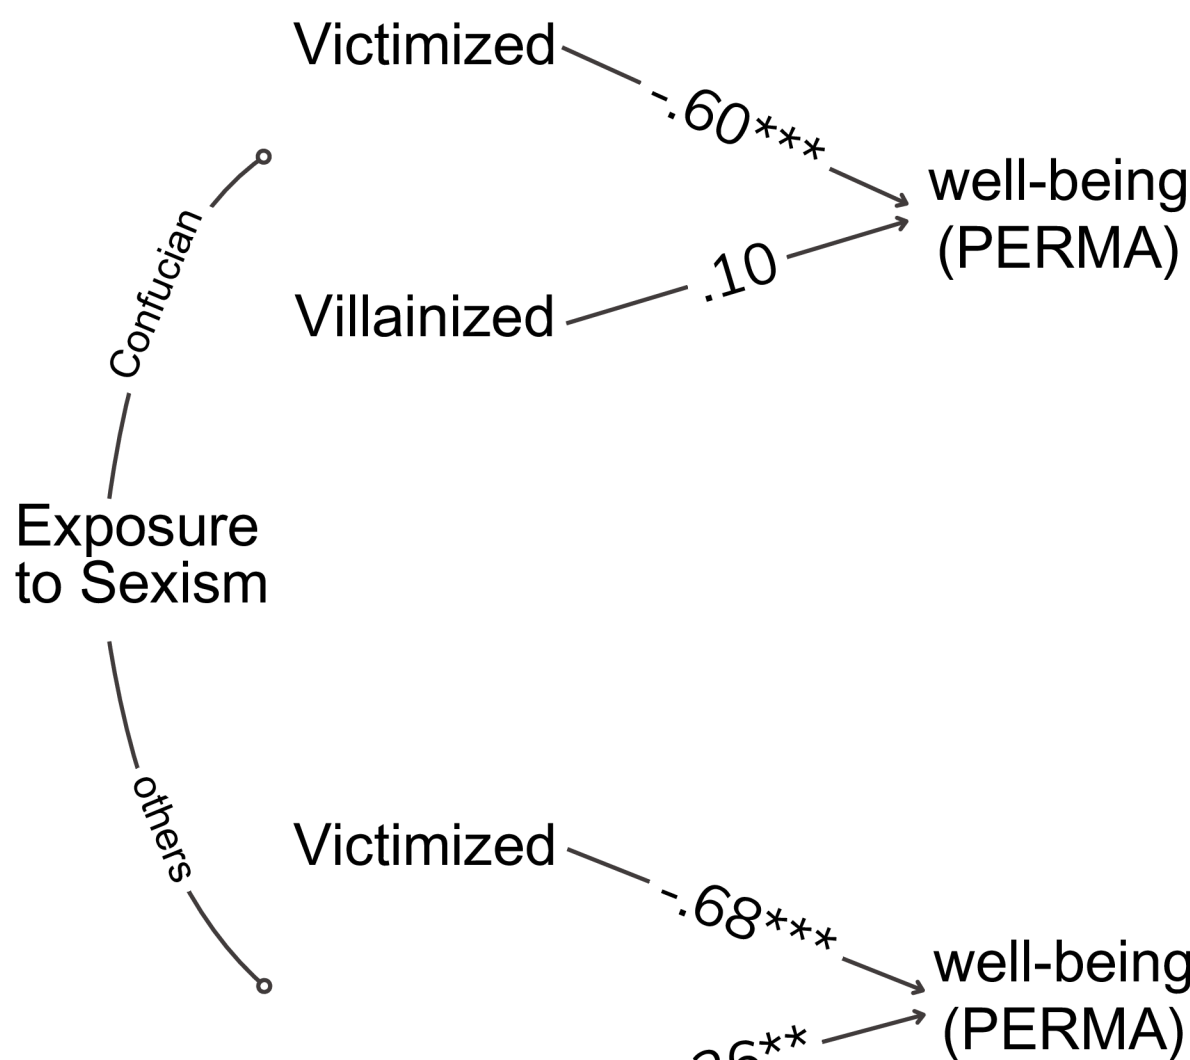 Victimized
-.60***
well-being
(PERMA)
.10
Villainized
Confucian
Exposure
to Sexism
others
Victimized
-.68***
well-being
(PERMA)